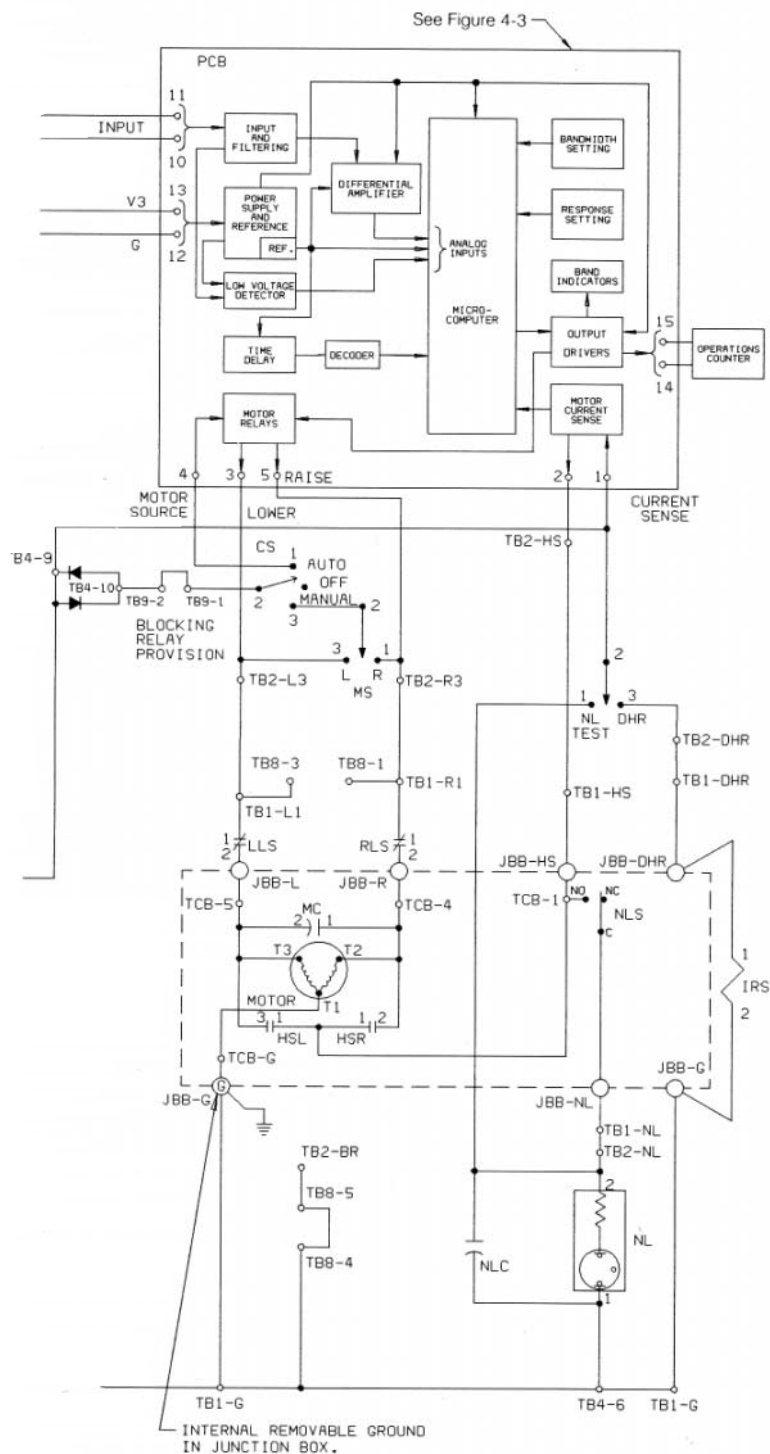 See Figure 4-3
PCB
11
INPUT
10
INPUT
AND
FILTERING
BANDWIDTH
SETTING
13
V3
G
12
POWER
SUPPLY
AND
REFERENCE
REF.
DIFFERENTIAL
AMPLIFIER
ANALOG
INPUTS
RESPONSE
SETTING
LOW VOLTAGE
DETECTOR
MICRO-
COMPUTER
BAND
INDICATORS
TIME
DELAY
DECODER
OUTPUT
DRIVERS
15
14
OPERATIONS
COUNTER
MOTOR
RELAYS
MOTOR
CURRENT
SENSE
4
3
5
RAISE
2
1
MOTOR
SOURCE
LOWER
CURRENT
SENSE
TB4-9
TB4-10
TB9-2
TB9-1
BLOCKING
RELAY
PROVISION
CS
1
AUTO
OFF
2
MANUAL
3
2
TB2-HS
3
1
L
R
MS
TB2-L3
TB2-R3
2
1
3
NL
DHR
TEST
TB2-DHR
TB8-3
TB8-1
TB1-L1
TB1-R1
TB1-HS
TB1-DHR
1
LLS
2
RLS
1
2
JBB-L
JBB-R
JBB-HS
JBB-DHR
TCB-5
TCB-4
TCB-1
NO
NC
NLS
C
MC
2
1
T3
T2
T1
MOTOR
3
1
HSL
1
2
HSR
1
IRS
2
TCB-G
G
JBB-G
JBB-NL
JBB-G
TB1-NL
TB2-NL
TB2-BR
TB8-5
TB8-4
2
NL
1
NLC
TB1-G
TB4-6
TB1-G
INTERNAL REMOVABLE GROUND
IN JUNCTION BOX.